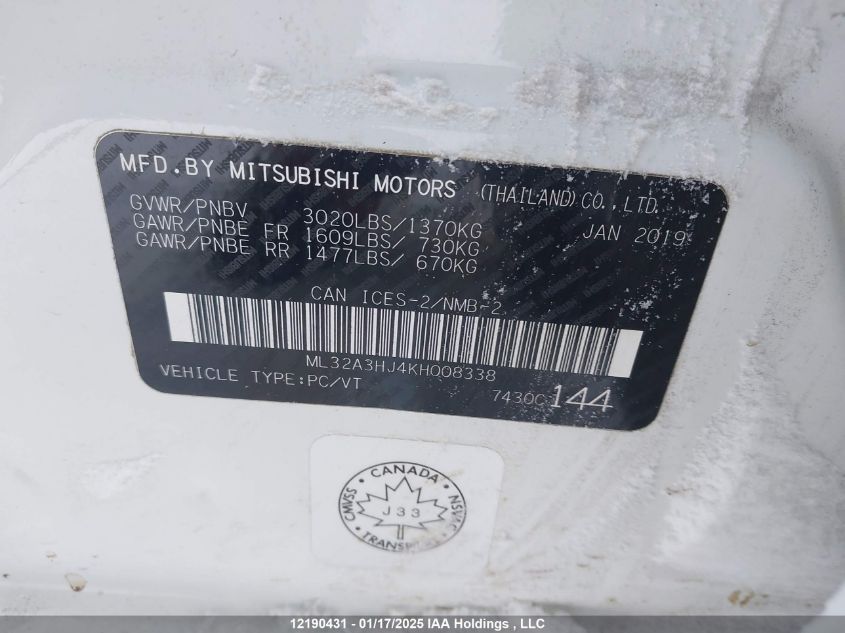 MFD.BY MITSUBISHI MOTORS (THAILAND) CO., LTD.
GVWR/PNBV 3020LBS/1370KG JAN 2019
GAWR/PNBE FR 1609LBS/ 730KG
GAWR/PNBE RR 1477LBS/ 670KG
CAN ICES-2/NMB-2
ML32A3HJ4KH008338
VEHICLE TYPE:PC/VT 7430C 144
CANADA
CMVSS J33 NSVAC
12190431 - 01/17/2025 IAA Holdings , LLC